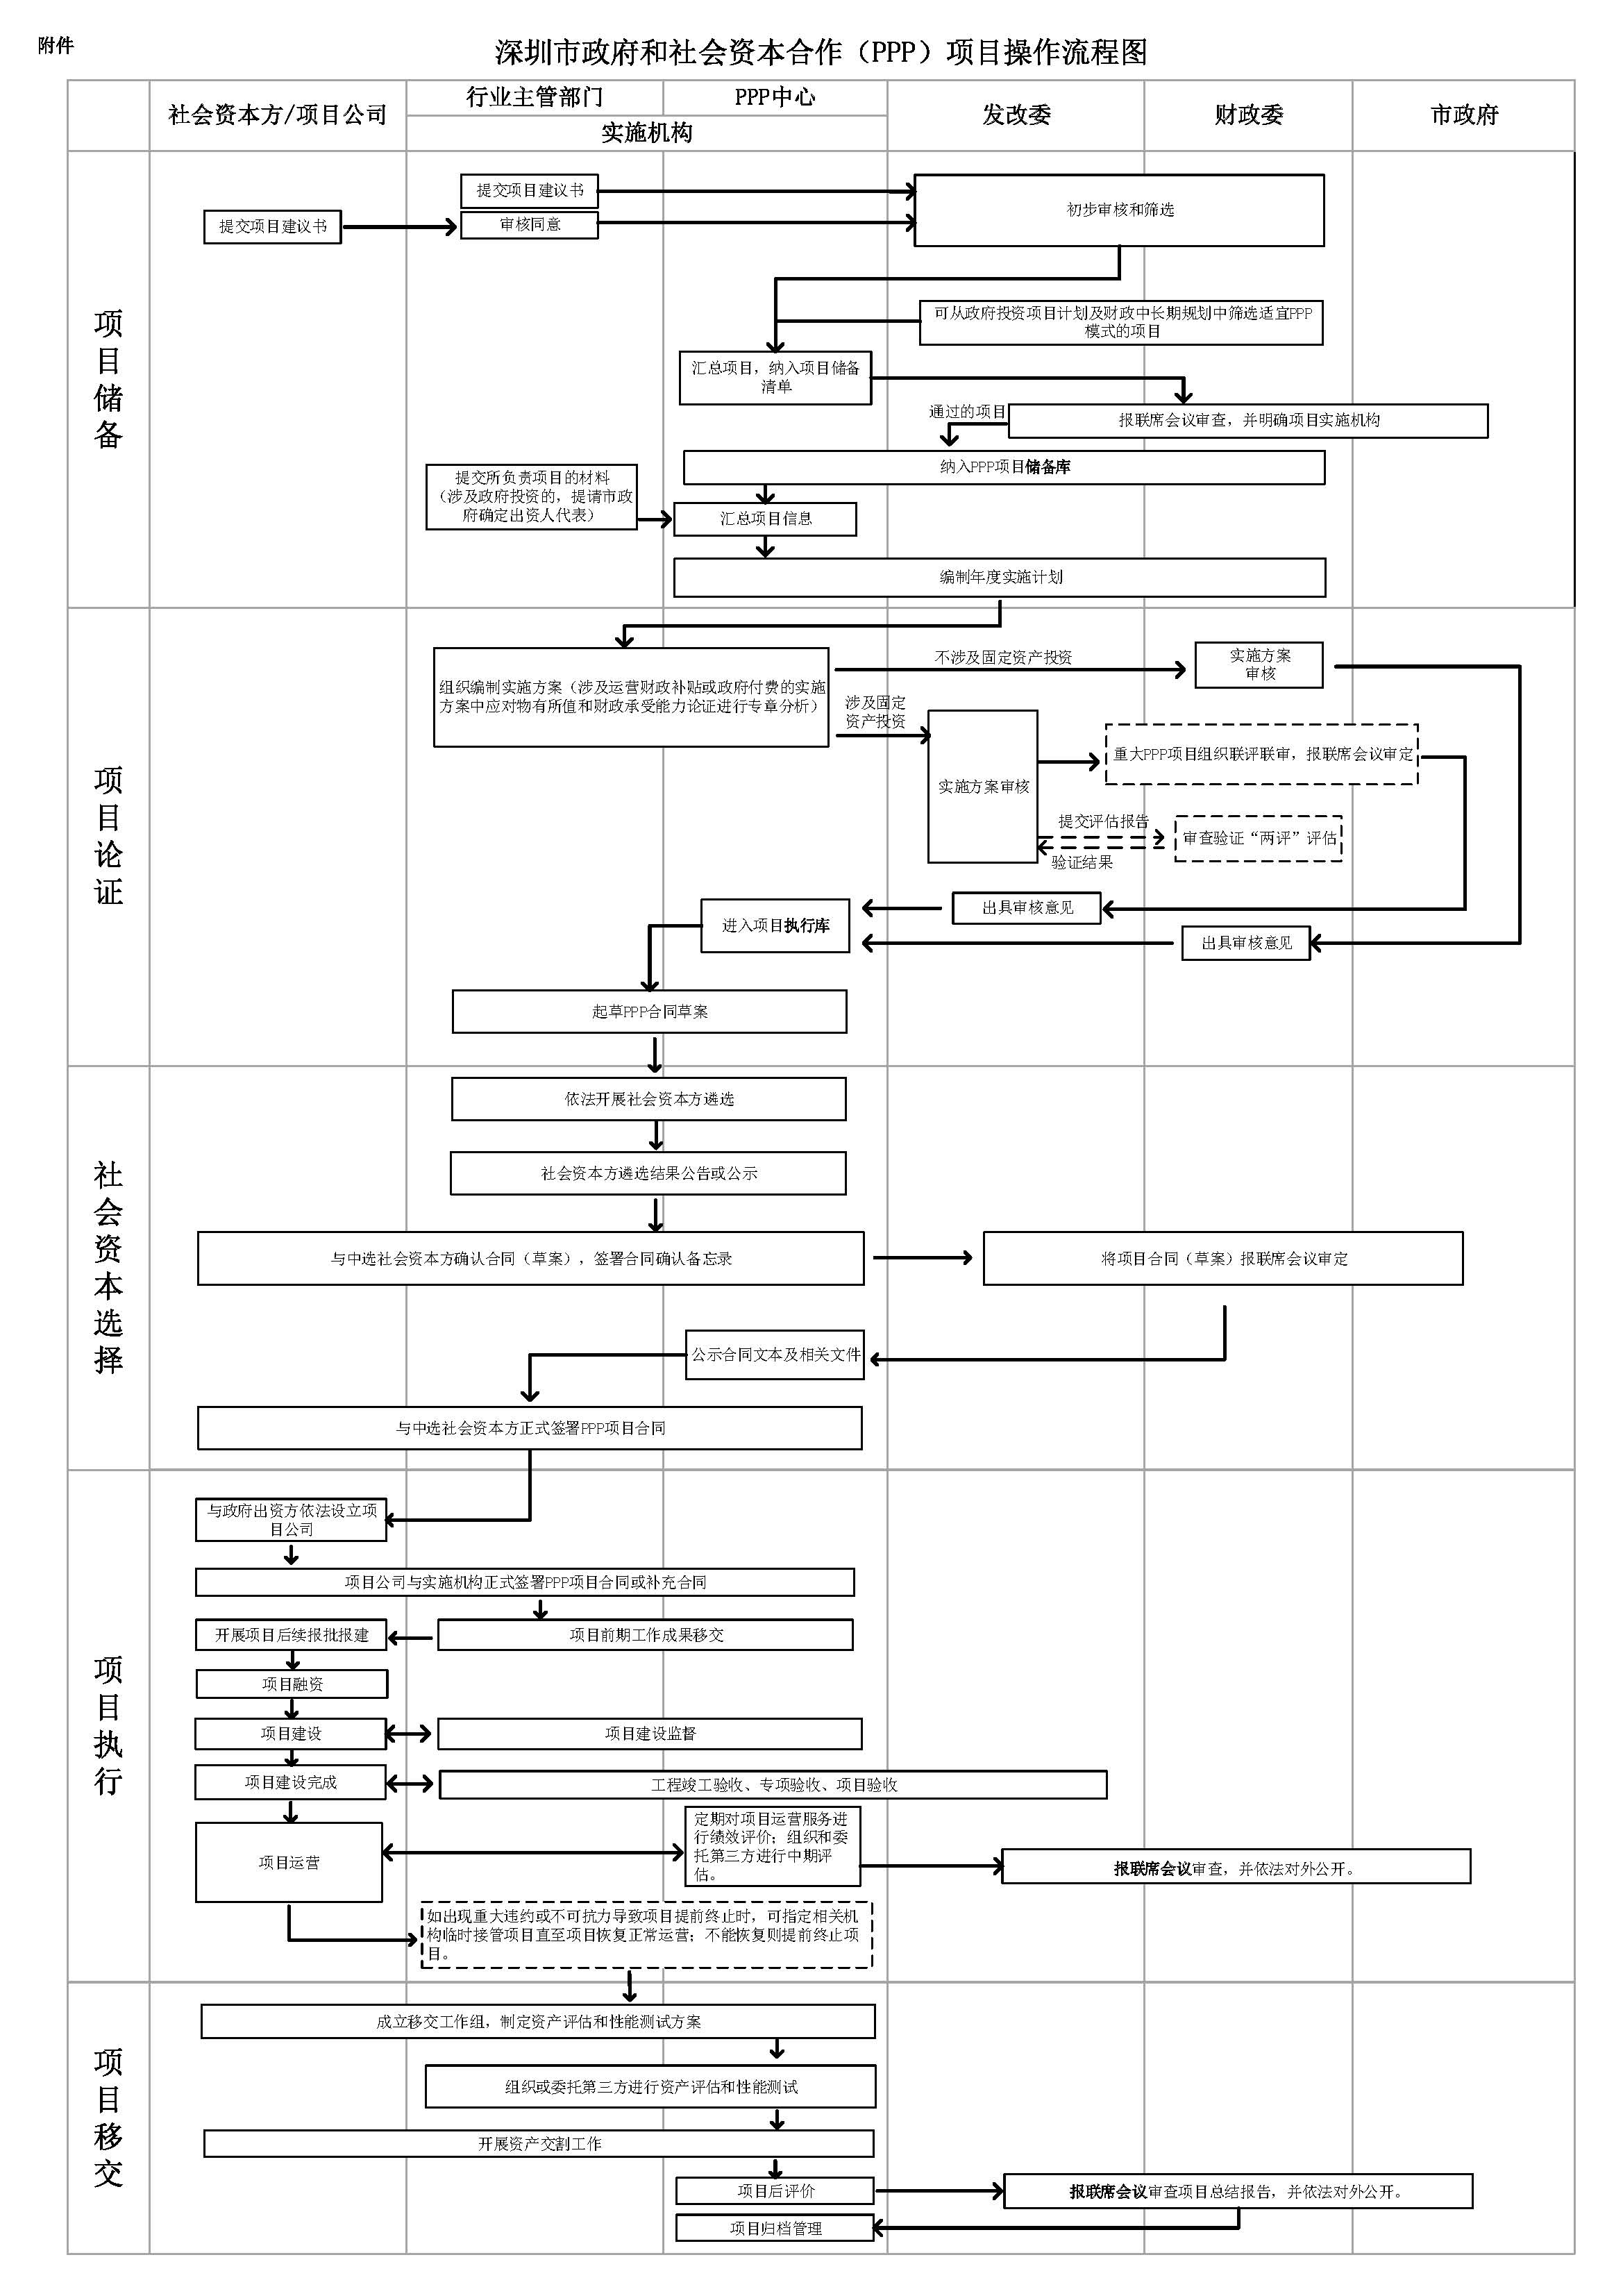 附件
深圳市政府和社会资本合作（PPP）项目操作流程图
社会资本方/项目公司
行业主管部门
PPP中心
实施机构
发改委
财政委
市政府
项目储备
提交项目建议书
提交项目建议书
审核同意
初步审核和筛选
可从政府投资项目计划及财政中长期规划中筛选适宜PPP
模式的项目
汇总项目，纳入项目储备
清单
通过的项目
报联席会议审查，并明确项目实施机构
纳入PPP项目储备库
提交所负责项目的材料
（涉及政府投资的，提请市政
府确定出资人代表）
汇总项目信息
编制年度实施计划
项目论证
组织编制实施方案（涉及运营财政补贴或政府付费的实施
方案中应对物有所值和财政承受能力论证进行专章分析）
不涉及固定资产投资
实施方案
审核
涉及固定
资产投资
实施方案审核
重大PPP项目组织联评联审，报联席会议审定
提交评估报告
审查验证“两评”评估
验证结果
进入项目执行库
出具审核意见
出具审核意见
起草PPP合同草案
社会资本选择
依法开展社会资本方遴选
社会资本方遴选结果公告或公示
与中选社会资本方确认合同（草案），签署合同确认备忘录
将项目合同（草案）报联席会议审定
公示合同文本及相关文件
与中选社会资本方正式签署PPP项目合同
项目执行
与政府出资方依法设立项
目公司
项目公司与实施机构正式签署PPP项目合同或补充合同
开展项目后续报批报建
项目前期工作成果移交
项目融资
项目建设
项目建设监督
项目建设完成
工程竣工验收、专项验收、项目验收
项目运营
定期对项目运营服务进
行绩效评价；组织和委
托第三方进行中期评
估。
报联席会议审查，并依法对外公开。
如出现重大违约或不可抗力导致项目提前终止时，可指定相关机
构临时接管项目直至项目恢复正常运营；不能恢复则提前终止项
目。
项目移交
成立移交工作组，制定资产评估和性能测试方案
组织或委托第三方进行资产评估和性能测试
开展资产交割工作
项目后评价
报联席会议审查项目总结报告，并依法对外公开。
项目归档管理